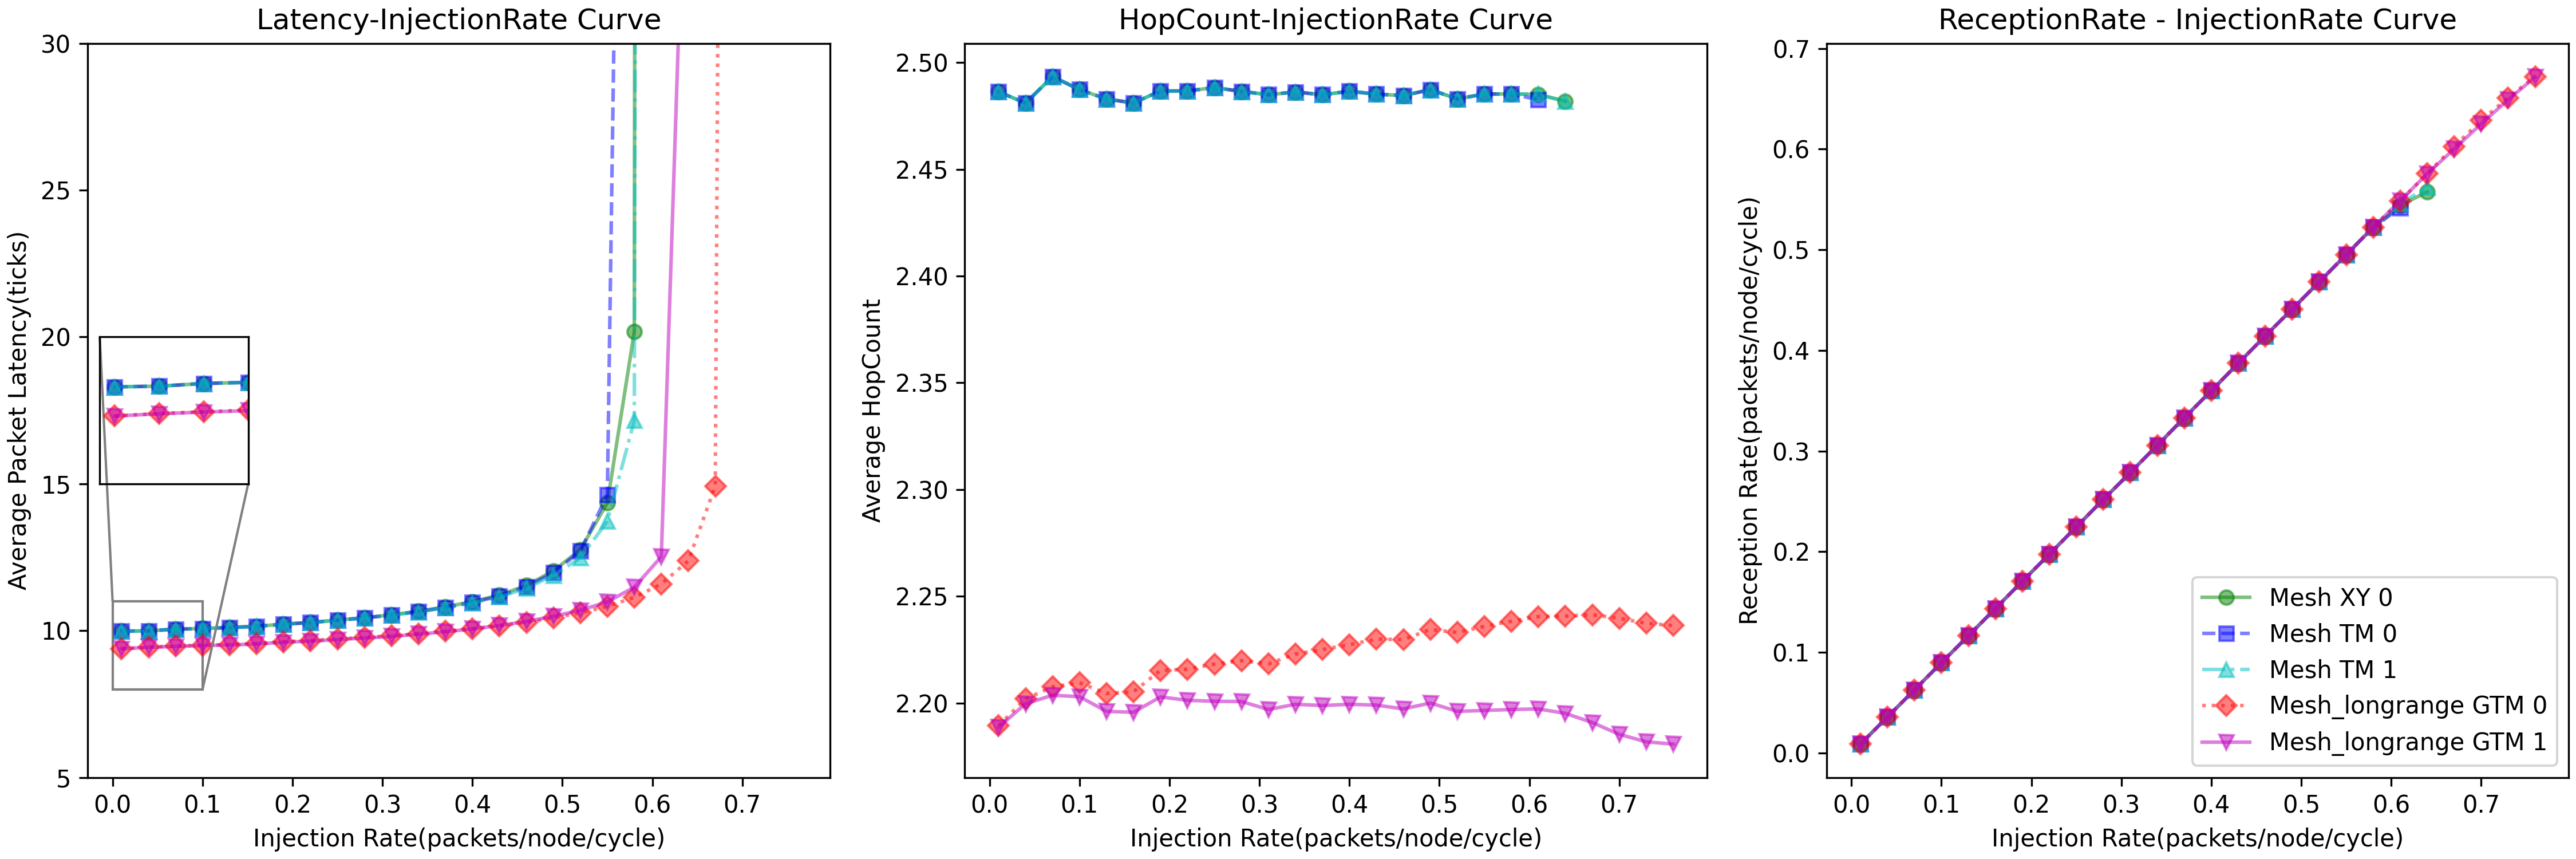 Latency-InjectionRate Curve
30
25
20
15
10
5
Average Packet Latency(ticks)
0.0 0.1 0.2 0.3 0.4 0.5 0.6 0.7
Injection Rate(packets/node/cycle)
HopCount-InjectionRate Curve
2.50
2.45
2.40
2.35
2.30
2.25
2.20
Average HopCount
0.0 0.1 0.2 0.3 0.4 0.5 0.6 0.7
Injection Rate(packets/node/cycle)
ReceptionRate - InjectionRate Curve
0.7
0.6
0.5
0.4
0.3
0.2
0.1
0.0
Reception Rate(packets/node/cycle)
Mesh XY 0
Mesh TM 0
Mesh TM 1
Mesh_longrange GTM 0
Mesh_longrange GTM 1
0.0 0.1 0.2 0.3 0.4 0.5 0.6 0.7
Injection Rate(packets/node/cycle)